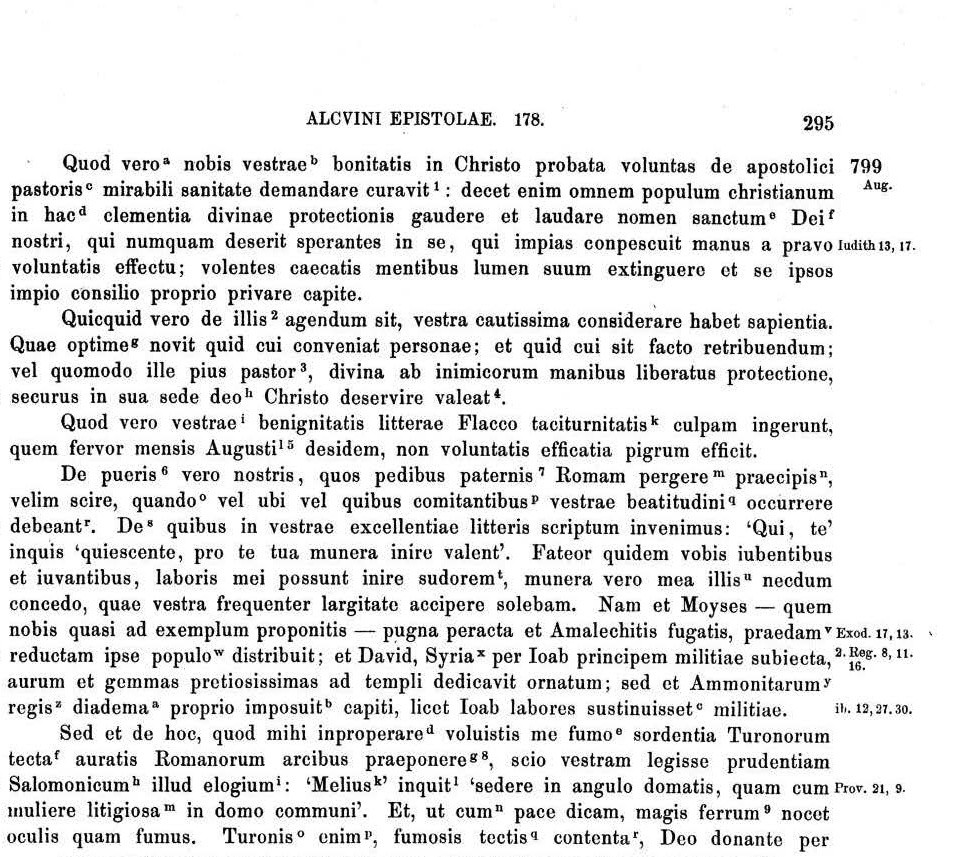 ALCVINI EPISTOLAE. 178. 295
Quod vero ᵃ nobis vestrae ᵇ bonitatis in Christo probata voluntas de apostolici 799
pastoris ᶜ mirabili sanitate demandare curavit ¹ : decet enim omnem populum christianum Aug.
in hac ᵈ clementia divinae protectionis gaudere et laudare nomen sanctum ᵉ Dei ᶠ
nostri, qui numquam deserit sperantes in se, qui impias conpescuit manus a pravo Iudith 13, 17.
voluntatis effectu; volentes caecatis mentibus lumen suum extinguere et se ipsos
impio consilio proprio privare capite.
Quicquid vero de illis ² agendum sit, vestra cautissima considerare habet sapientia.
Quae optime ᵍ novit quid cui conveniat personae; et quid cui sit facto retribuendum;
vel quomodo ille pius pastor ³, divina ab inimicorum manibus liberatus protectione,
securus in sua sede deo ʰ Christo deservire valeat ⁴.
Quod vero vestrae ⁱ benignitatis litterae Flacco taciturnitatis ᵏ culpam ingerunt,
quem fervor mensis Augusti ˡ ⁵ desidem, non voluntatis efficatia pigrum efficit.
De pueris ⁶ vero nostris, quos pedibus paternis ⁷ Romam pergere ᵐ praecipis ⁿ,
velim scire, quando ᵒ vel ubi vel quibus comitantibus ᵖ vestrae beatitudini q occurrere
debeant ʳ. De ˢ quibus in vestrae excellentiae litteris scriptum invenimus: ‘Qui, te’
inquis ‘quiescente, pro te tua munera inire valent’. Fateor quidem vobis iubentibus
et iuvantibus, laboris mei possunt inire sudorem ᵗ, munera vero mea illis ᵘ necdum
concedo, quae vestra frequenter largitate accipere solebam. Nam et Moyses — quem
nobis quasi ad exemplum proponitis — pugna peracta et Amalechitis fugatis, praedam ᵛ Exod. 17, 13.
reductam ipse populo ʷ distribuit; et David, Syria ˣ per Ioab principem militiae subiecta, 2. Reg. 8, 11. 16.
aurum et gemmas pretiosissimas ad templi dedicavit ornatum; sed et Ammonitarum ʸ
regis ᶻ diadema ᵃ proprio imposuit ᵇ capiti, licet Ioab labores sustinuisset ᶜ militiae. ib. 12, 27. 30.
Sed et de hoc, quod mihi inproperare ᵈ voluistis me fumo ᵉ sordentia Turonorum
tecta ᶠ auratis Romanorum arcibus praeponere ᵍ ⁸, scio vestram legisse prudentiam
Salomonicum ʰ illud elogium ⁱ: ‘Melius ᵏ’ inquit ˡ ‘sedere in angulo domatis, quam cum Prov. 21, 9.
muliere litigiosa ᵐ in domo communi’. Et, ut cum ⁿ pace dicam, magis ferrum ⁹ nocet
oculis quam fumus. Turonis ᵒ enim ᵖ, fumosis tectis q contenta ʳ, Deo donante per